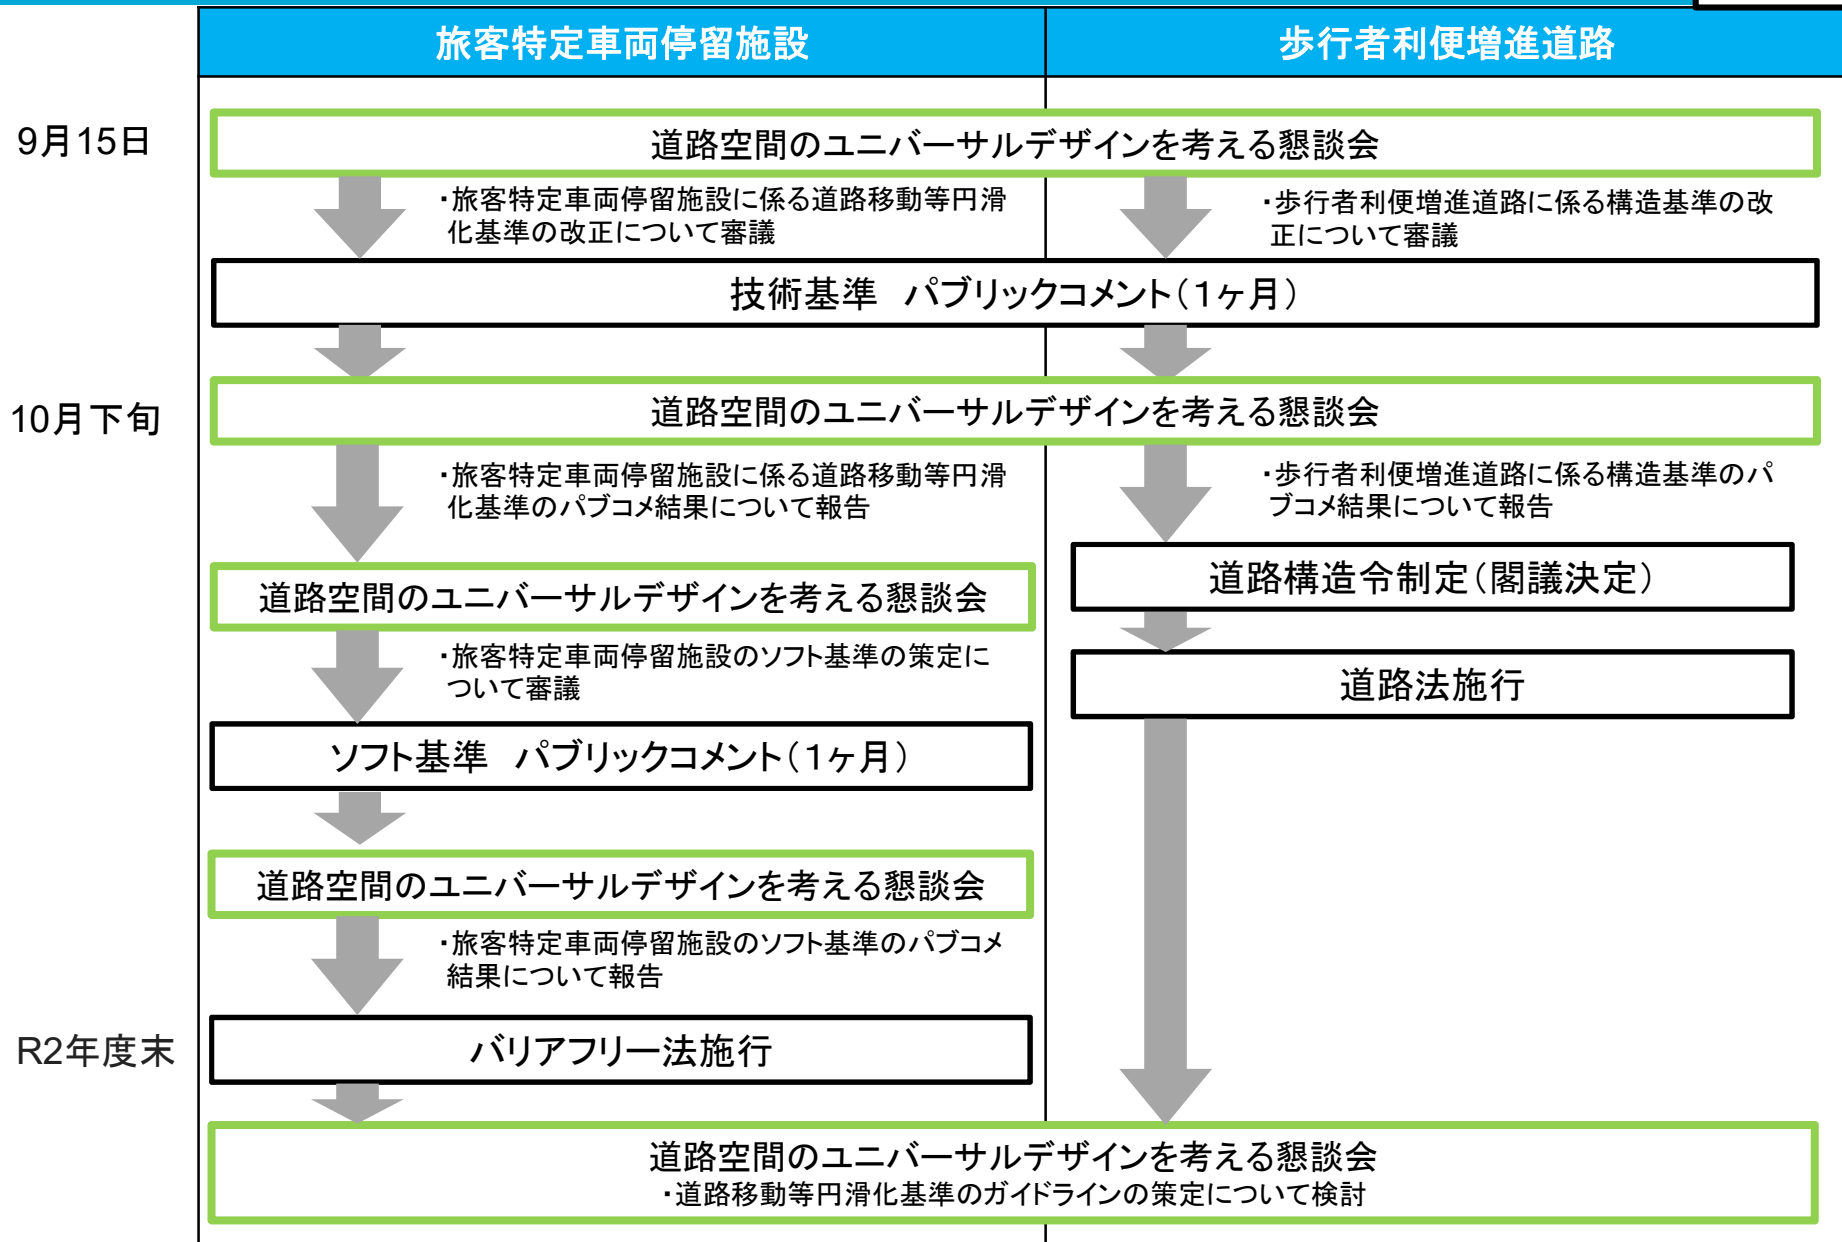 旅客特定車両停留施設
歩行者利便増進道路
9月15日
道路空間のユニバーサルデザインを考える懇談会
・旅客特定車両停留施設に係る道路移動等円滑
化基準の改正について審議
・歩行者利便増進道路に係る構造基準の改
正について審議
技術基準　パブリックコメント（1ヶ月）
10月下旬
道路空間のユニバーサルデザインを考える懇談会
・旅客特定車両停留施設に係る道路移動等円滑
化基準のパブコメ結果について報告
・歩行者利便増進道路に係る構造基準のパ
ブコメ結果について報告
道路空間のユニバーサルデザインを考える懇談会
道路構造令制定（閣議決定）
・旅客特定車両停留施設のソフト基準の策定に
ついて審議
道路法施行
ソフト基準　パブリックコメント（1ヶ月）
道路空間のユニバーサルデザインを考える懇談会
・旅客特定車両停留施設のソフト基準のパブコメ
結果について報告
R2年度末
バリアフリー法施行
道路空間のユニバーサルデザインを考える懇談会
・道路移動等円滑化基準のガイドラインの策定について検討